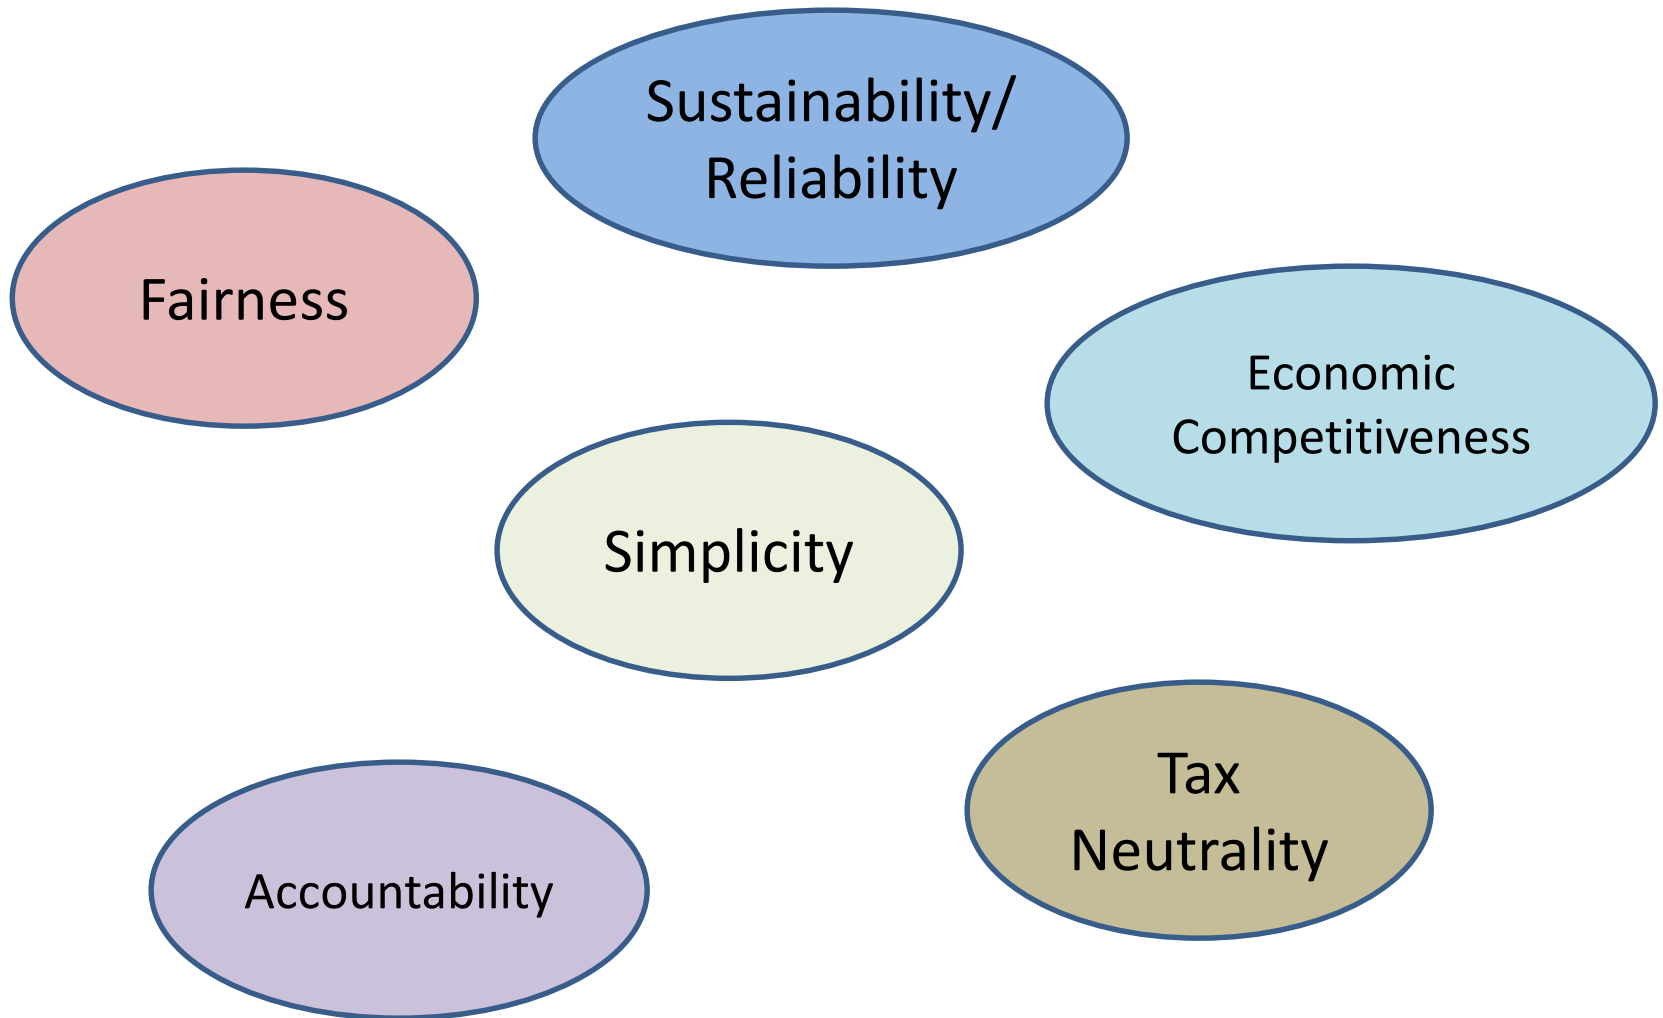 Sustainability/
Reliability
Fairness
Economic
Competitiveness
Simplicity
Tax
Neutrality
Accountability